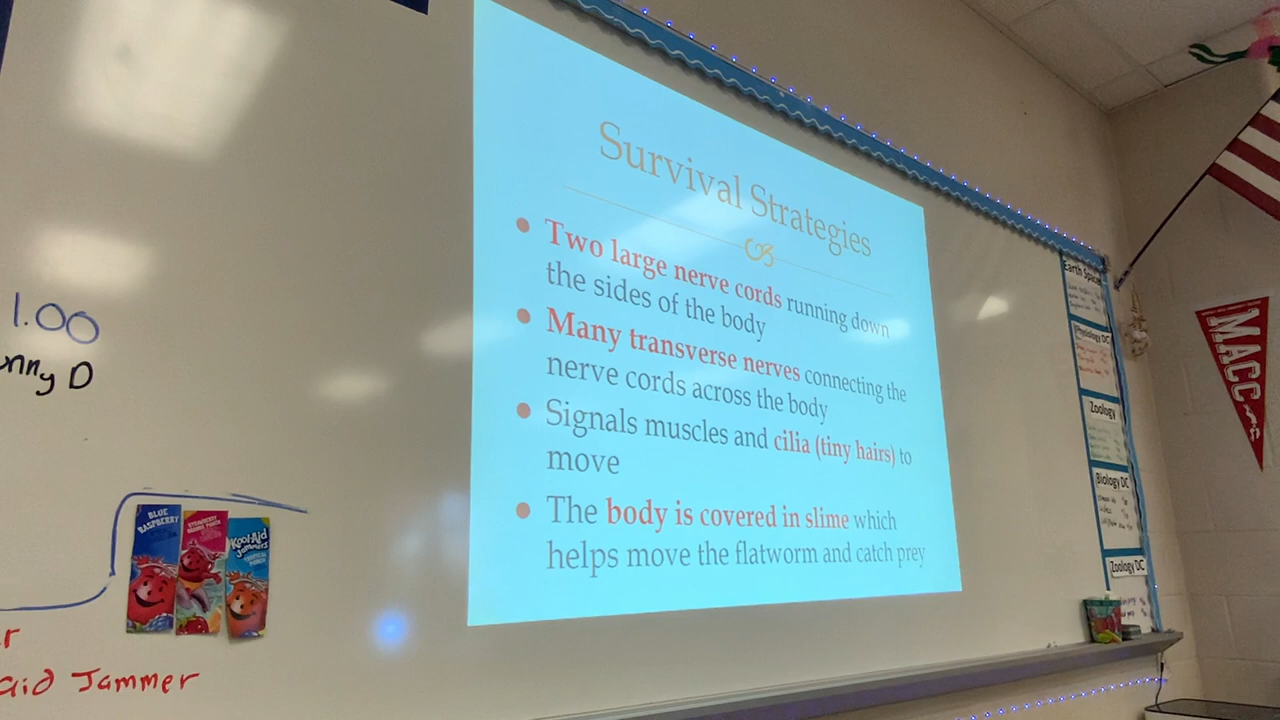 Survival Strategies
• Two large nerve cords running down
the sides of the body
• Many transverse nerves connecting the
nerve cords across the body
• Signals muscles and cilia (tiny hairs) to
move
• The body is covered in slime which
helps move the flatworm and catch prey
1.00
nny D
BLUE
RASPBERRY
STRAWBERRY
Kool-Aid
Jammers
TROPICAL
PUNCH
r
aid Jammer
Earth Space
Physiology DC
Zoology
Biology DC
Zoology DC
MACC